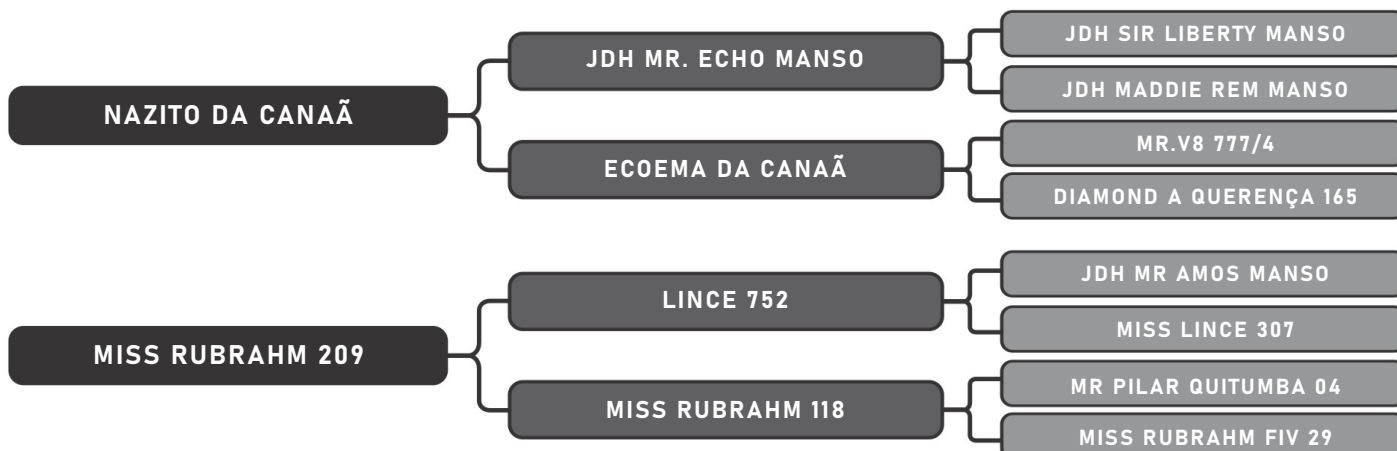 NAZITO DA CANAÃ
JDH MR. ECHO MANSO
JDH SIR LIBERTY MANSO
JDH MADDIE REM MANSO
ECOEMA DA CANAÃ
MR.V8 777/4
DIAMOND A QUERENÇA 165
MISS RUBRAHM 209
LINCE 752
JDH MR AMOS MANSO
MISS LINCE 307
MISS RUBRAHM 118
MR PILAR QUITUMBA 04
MISS RUBRAHM FIV 29